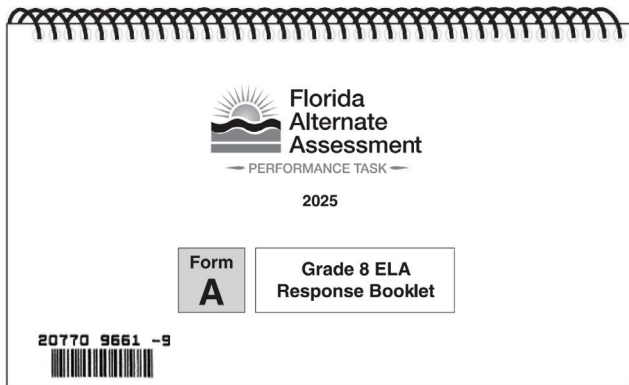 Florida
Alternate
Assessment
PERFORMANCE TASK
2025
Form
A
Grade 8 ELA
Response Booklet
20770 9661 -9